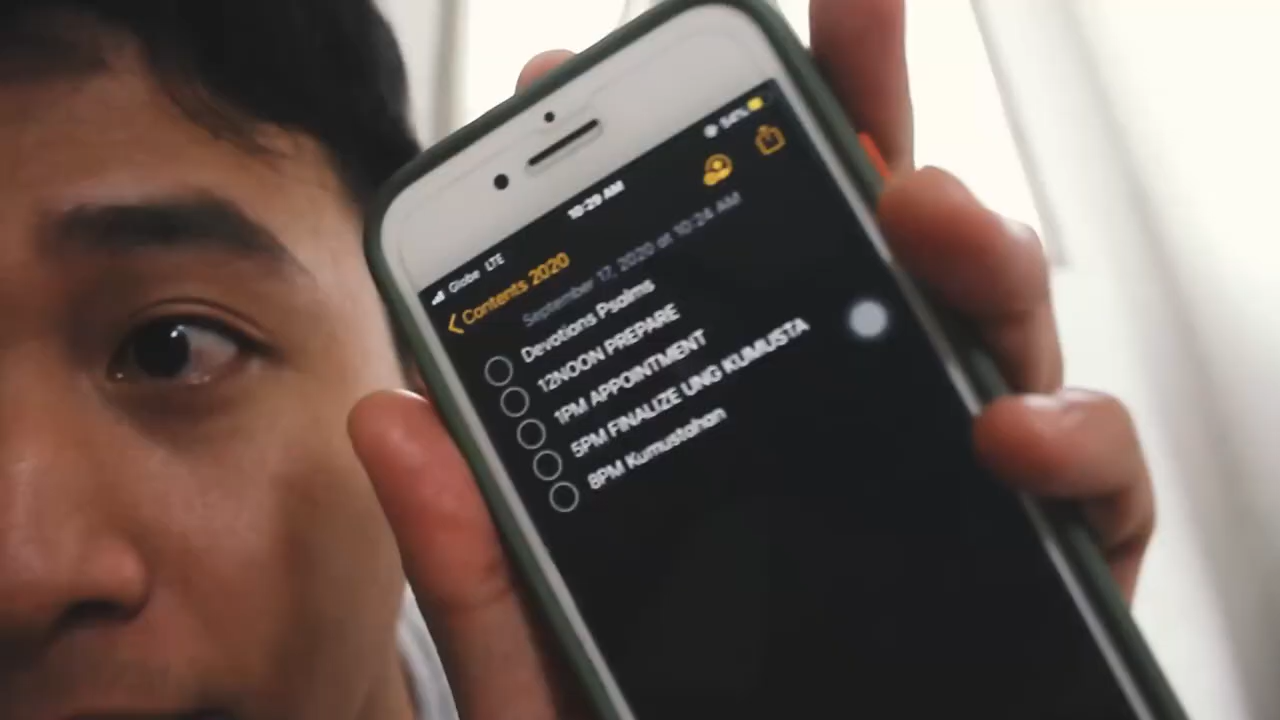 Globe LTE
10:29 AM
54%
Contents 2020
September 17, 2020 at 10:24 AM
Devotions Psalms
12NOON PREPARE
1PM APPOINTMENT
5PM FINALIZE UNG KUMUSTA
8PM Kumustahan